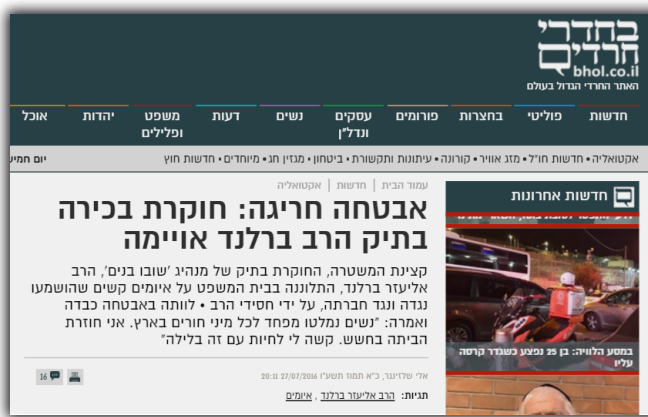 בחדרי
חרדים
bhol.co.il
האתר החרדי הגדול בעולם
חדשות פוליטי בחצרות פורומים עסקים ונדל"ן נשים דעות משפט ופלילים יהדות אוכל
אקטואליה • חדשות חו"ל • מזג אוויר • קורונה • עיתונות ותקשורת • ביטחון • מגזין חג • מיוחדים • חדשות חוץ
יום
חדשות אחרונות
במסע הלוויה: בן 25 נפצע כשגדר קרסה
עליו
עמוד הבית | חדשות | אקטואליה
אבטחה חריגה: חוקרת בכירה
בתיק הרב ברלנד אויימה
קצינת המשטרה, החוקרת בתיק של מנהיג 'שובו בנים', הרב
אליעזר ברלנד, התלוננה בבית המשפט על איומים קשים שהושמעו
נגדה ונגד חברתה, על ידי חסידי הרב • לוותה באבטחה כבדה
ואמרה: "נשים נמלטו מפחד לכל מיני חורים בארץ. אני חוזרת
הביתה בחשש. קשה לי לחיות עם זה בלילה"
אלי שלזינגר, כ"א תמוז תשע"ו 27/07/2016 20:11
16
תגיות: הרב אליעזר ברלנד , איומים